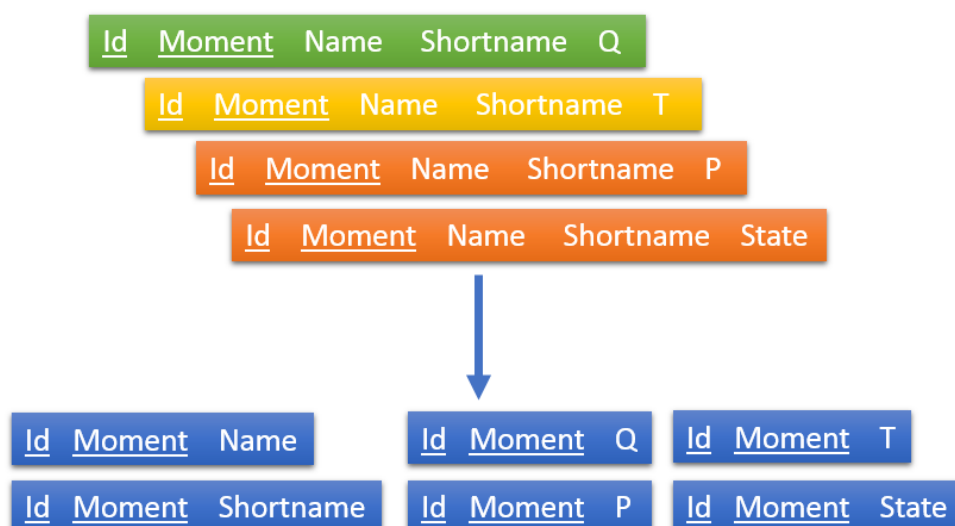 Id Moment Name Shortname Q
Id Moment Name Shortname T
Id Moment Name Shortname P
Id Moment Name Shortname State
Id Moment Name
Id Moment Q
Id Moment T
Id Moment Shortname
Id Moment P
Id Moment State